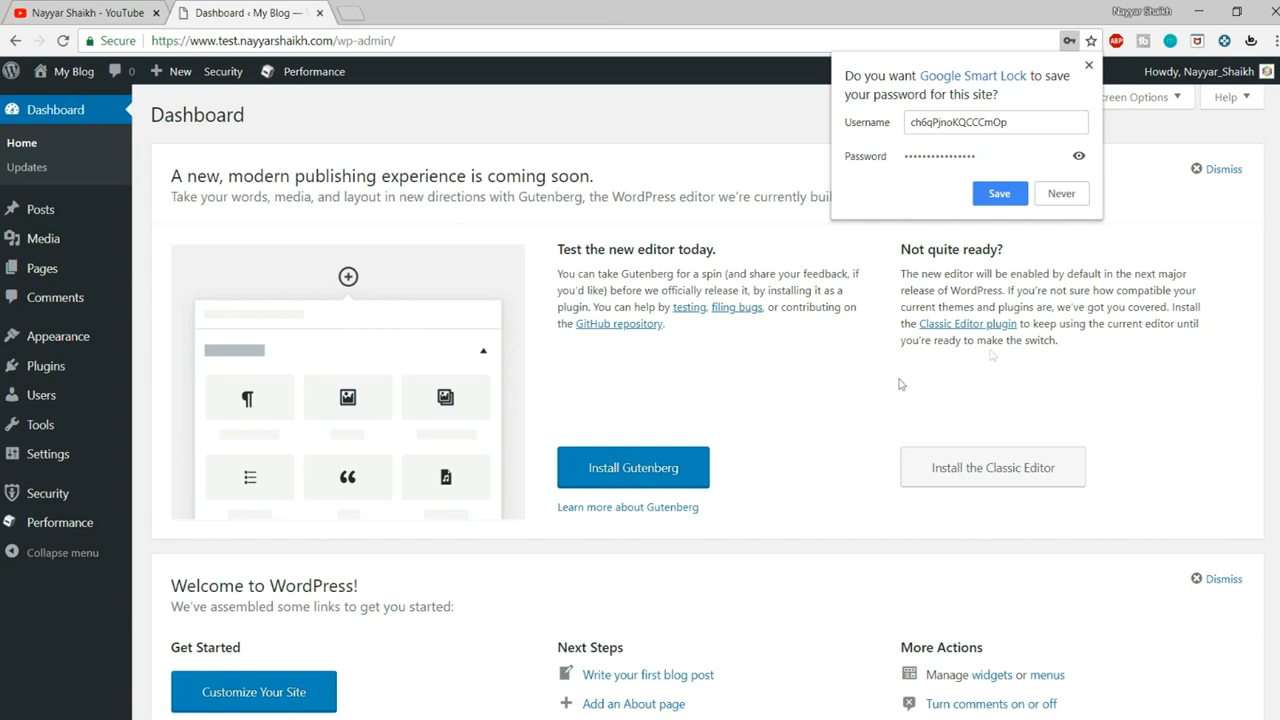 Nayyar Shaikh - YouTube
Dashboard ‹ My Blog —
Nayyar Shaikh
Secure
https://www.test.nayyarshaikh.com/wp-admin/
My Blog
0
New
Security
Performance
Howdy, Nayyar_Shaikh
Do you want Google Smart Lock to save
your password for this site?
Username
ch6qPjnoKQCCCmOp
Password
••••••••••••••••
Save
Never
creen Options
Help
Dashboard
Home
Updates
Posts
Media
Pages
Comments
Appearance
Plugins
Users
Tools
Settings
Security
Performance
Collapse menu
Dashboard
A new, modern publishing experience is coming soon.
Take your words, media, and layout in new directions with Gutenberg, the WordPress editor we're currently bui
Dismiss
Test the new editor today.
You can take Gutenberg for a spin (and share your feedback, if
you'd like) before we officially release it, by installing it as a
plugin. You can help by testing, filing bugs, or contributing on
the GitHub repository.
Install Gutenberg
Learn more about Gutenberg
Not quite ready?
The new editor will be enabled by default in the next major
release of WordPress. If you're not sure how compatible your
current themes and plugins are, we've got you covered. Install
the Classic Editor plugin to keep using the current editor until
you're ready to make the switch.
Install the Classic Editor
Welcome to WordPress!
We've assembled some links to get you started:
Dismiss
Get Started
Customize Your Site
Next Steps
Write your first blog post
Add an About page
More Actions
Manage widgets or menus
Turn comments on or off